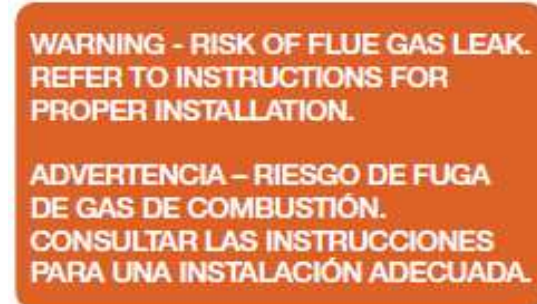 WARNING - RISK OF FLUE GAS LEAK.
REFER TO INSTRUCTIONS FOR
PROPER INSTALLATION.
ADVERTENCIA – RIESGO DE FUGA
DE GAS DE COMBUSTIÓN.
CONSULTAR LAS INSTRUCCIONES
PARA UNA INSTALACIÓN ADECUADA.